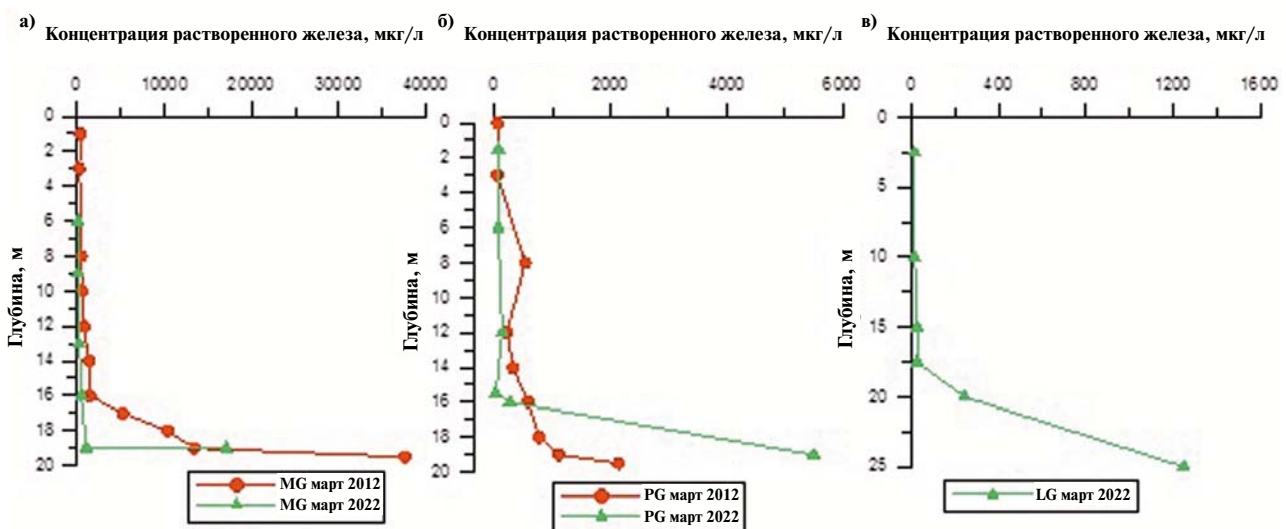 а) Концентрация растворенного железа, мкг/л
0 10000 20000 30000 40000
0
2
4
6
8
10
12
14
16
18
20
Глубина, м
MG март 2012
MG март 2022
б) Концентрация растворенного железа, мкг/л
0 2000 4000 6000
0
2
4
6
8
10
12
14
16
18
20
Глубина, м
PG март 2012
PG март 2022
в) Концентрация растворенного железа, мкг/л
0 400 800 1200 1600
0
5
10
15
20
25
Глубина, м
LG март 2022